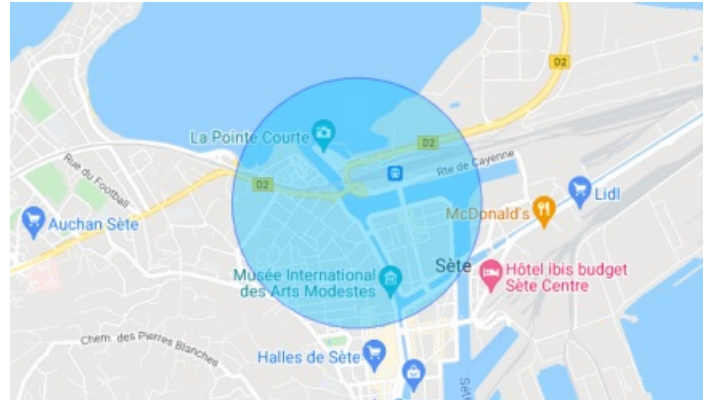 D2
La Pointe Courte
D2
Rte de Cayenne
Rue du Football
D2
Lidl
McDonald's
Auchan Sète
Sète
Musée International
des Arts Modestes
Hôtel ibis budget
Sète Centre
Chem. des Pierres Blanches
Halles de Sète
Sète